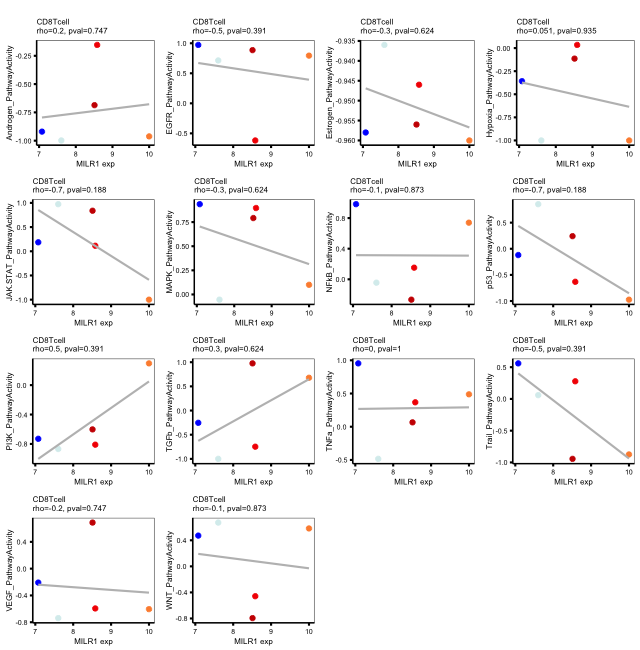 CD8Tcell
rho=0.2, pval=0.747
Androgen_PathwayActivity
-0.25
-0.50
-0.75
-1.00
7 8 9 10
MILR1 exp
CD8Tcell
rho=-0.5, pval=0.391
EGFR_PathwayActivity
1.0
0.5
0.0
-0.5
7 8 9 10
MILR1 exp
CD8Tcell
rho=-0.3, pval=0.624
Estrogen_PathwayActivity
-0.935
-0.940
-0.945
-0.950
-0.955
-0.960
7 8 9 10
MILR1 exp
CD8Tcell
rho=0.051, pval=0.935
Hypoxia_PathwayActivity
0.00
-0.25
-0.50
-0.75
-1.00
7 8 9 10
MILR1 exp
CD8Tcell
rho=-0.7, pval=0.188
JAK.STAT_PathwayActivity
1.0
0.5
0.0
-0.5
-1.0
7 8 9 10
MILR1 exp
CD8Tcell
rho=-0.3, pval=0.624
MAPK_PathwayActivity
0.75
0.50
0.25
0.00
7 8 9 10
MILR1 exp
CD8Tcell
rho=-0.1, pval=0.873
NFkB_PathwayActivity
0.8
0.4
0.0
7 8 9 10
MILR1 exp
CD8Tcell
rho=-0.7, pval=0.188
p53_PathwayActivity
0.5
0.0
-0.5
-1.0
7 8 9 10
MILR1 exp
CD8Tcell
rho=0.5, pval=0.391
PI3K_PathwayActivity
0.0
-0.4
-0.8
7 8 9 10
MILR1 exp
CD8Tcell
rho=0.3, pval=0.624
TGFb_PathwayActivity
1.0
0.5
0.0
-0.5
-1.0
7 8 9 10
MILR1 exp
CD8Tcell
rho=0, pval=1
TNFa_PathwayActivity
1.0
0.5
0.0
-0.5
7 8 9 10
MILR1 exp
CD8Tcell
rho=-0.5, pval=0.391
Trail_PathwayActivity
0.5
0.0
-0.5
-1.0
7 8 9 10
MILR1 exp
CD8Tcell
rho=-0.2, pval=0.747
VEGF_PathwayActivity
0.4
0.0
-0.4
-0.8
7 8 9 10
MILR1 exp
CD8Tcell
rho=-0.1, pval=0.873
WNT_PathwayActivity
0.4
0.0
-0.4
-0.8
7 8 9 10
MILR1 exp